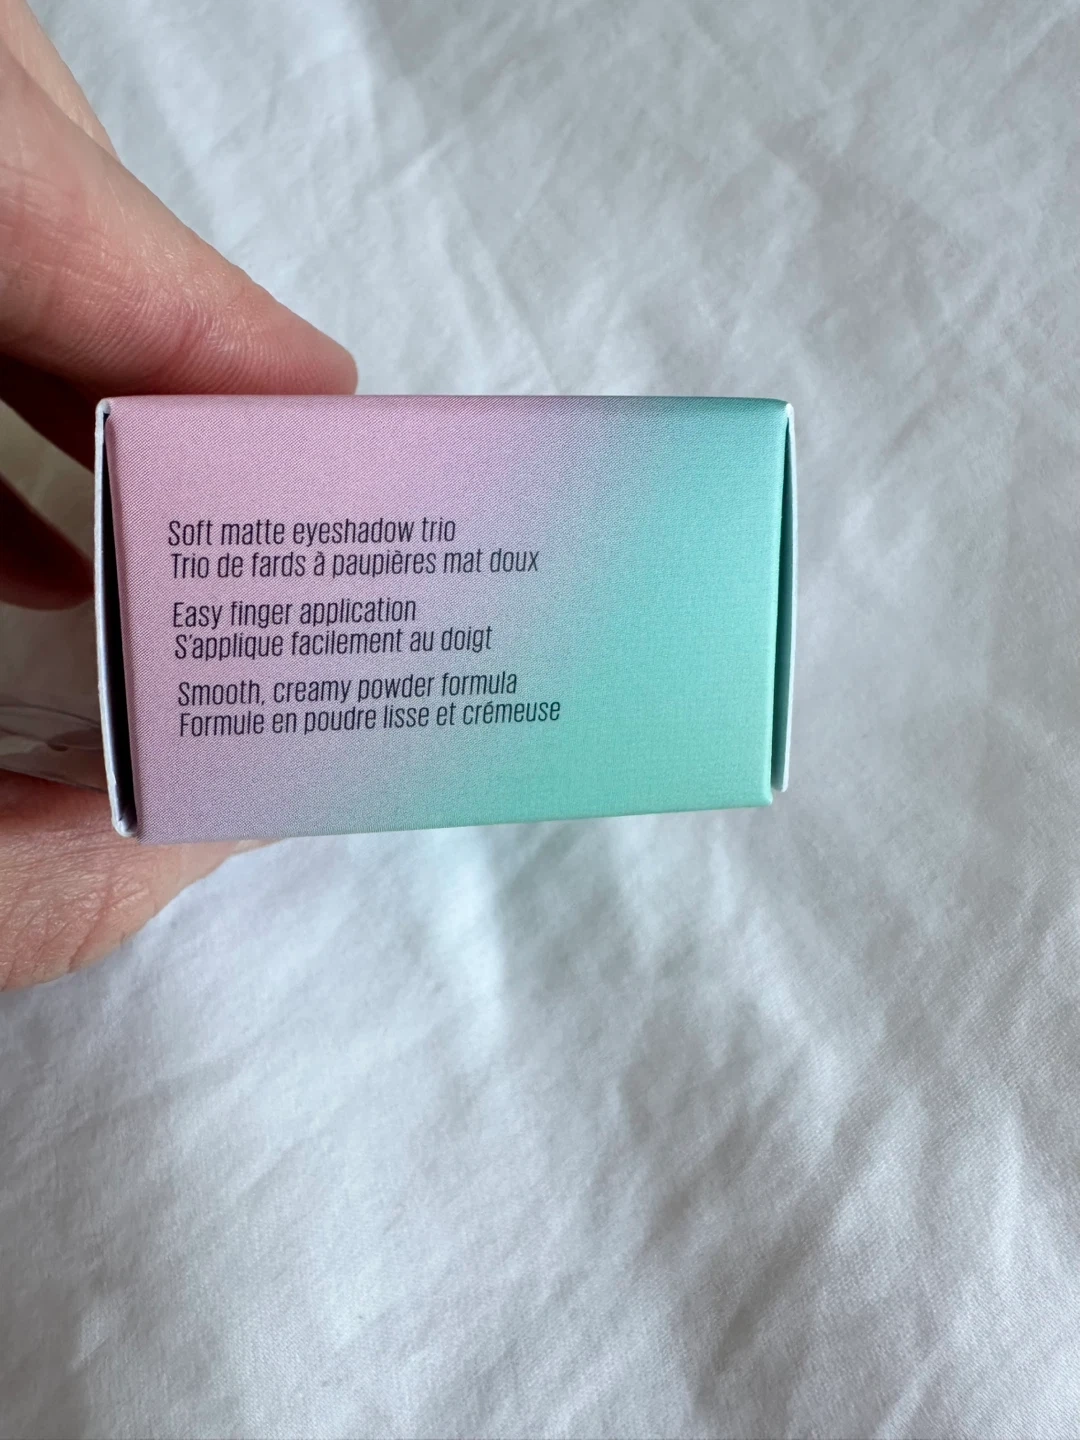 Soft matte eyeshadow trio
Trio de fards à paupières mat doux
Easy finger application
S'applique facilement au doigt
Smooth, creamy powder formula
Formule en poudre lisse et crémeuse